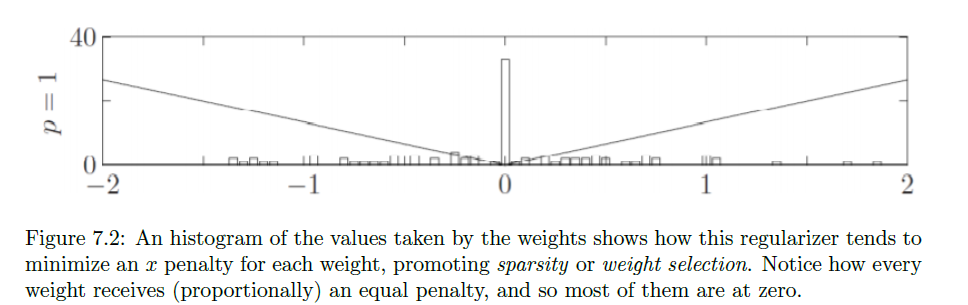 40
p = 1
0
−2
−1
0
1
2
Figure 7.2: An histogram of the values taken by the weights shows how this regularizer tends to
minimize an x penalty for each weight, promoting sparsity or weight selection. Notice how every
weight receives (proportionally) an equal penalty, and so most of them are at zero.